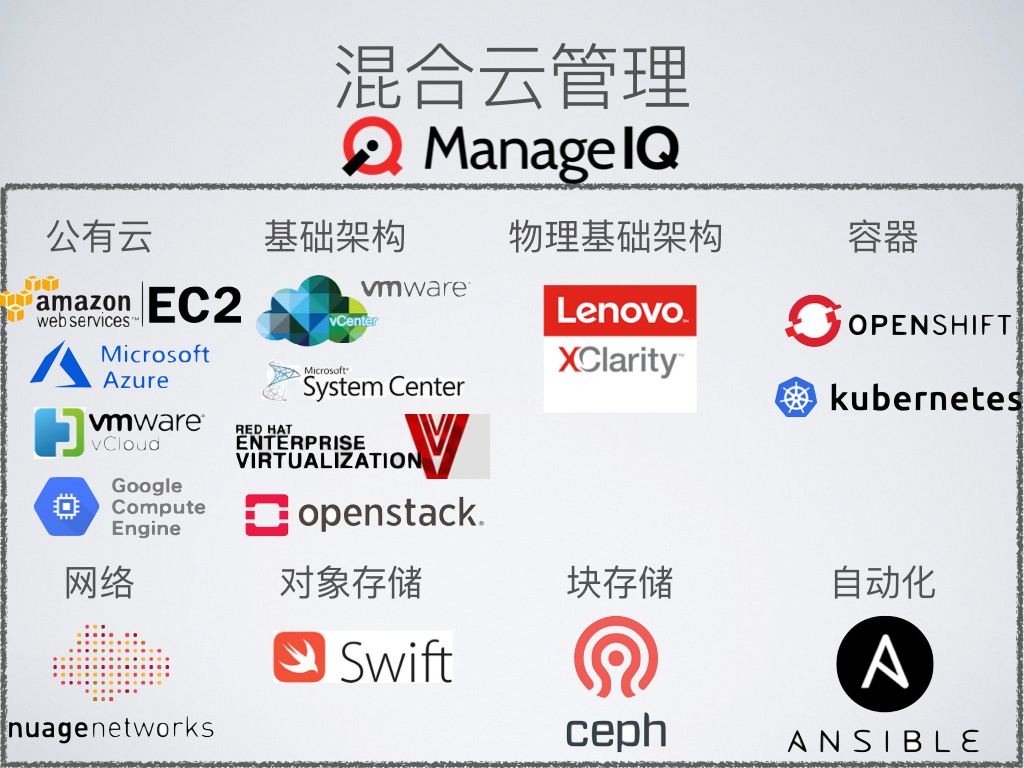 混合云管理
ManageIQ
公有云
基础架构
物理基础架构
容器
amazon
web services™
EC2
Microsoft
Azure
vmware®
vCloud
Google
Compute
Engine
vmware®
vCenter
Microsoft®
System Center
RED HAT
ENTERPRISE
VIRTUALIZATION
openstack.
Lenovo™
XClarity™
OPENSHIFT
kubernetes
网络
对象存储
块存储
自动化
nuagenetworks
Swift
ceph
A
ANSIBLE